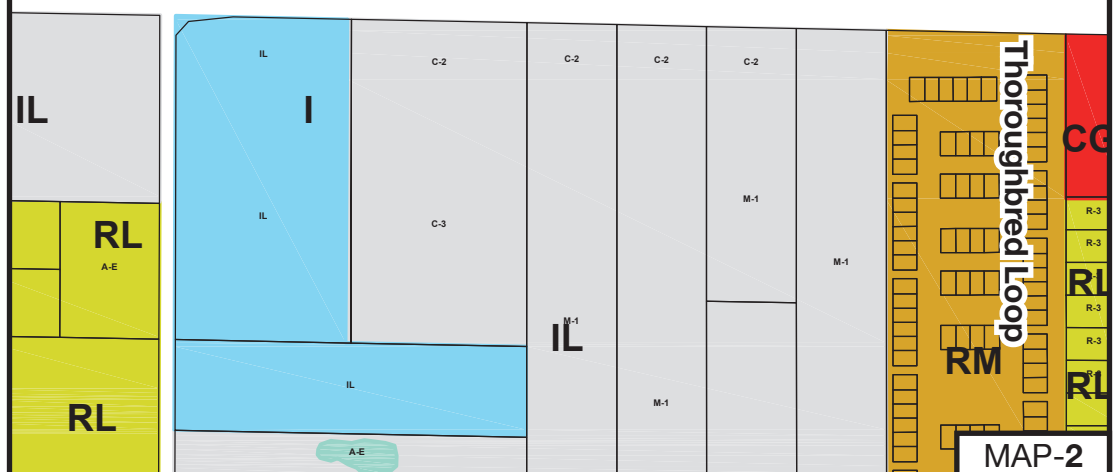 IL
RL
A-E
RL
IL
I
IL
IL
A-E
C-2
C-3
C-2
M-1
IL
C-2
M-1
C-2
M-1
M-1
Thoroughbred Loop
RM
CG
R-3
R-3
RL
R-3
R-3
RL
MAP-2